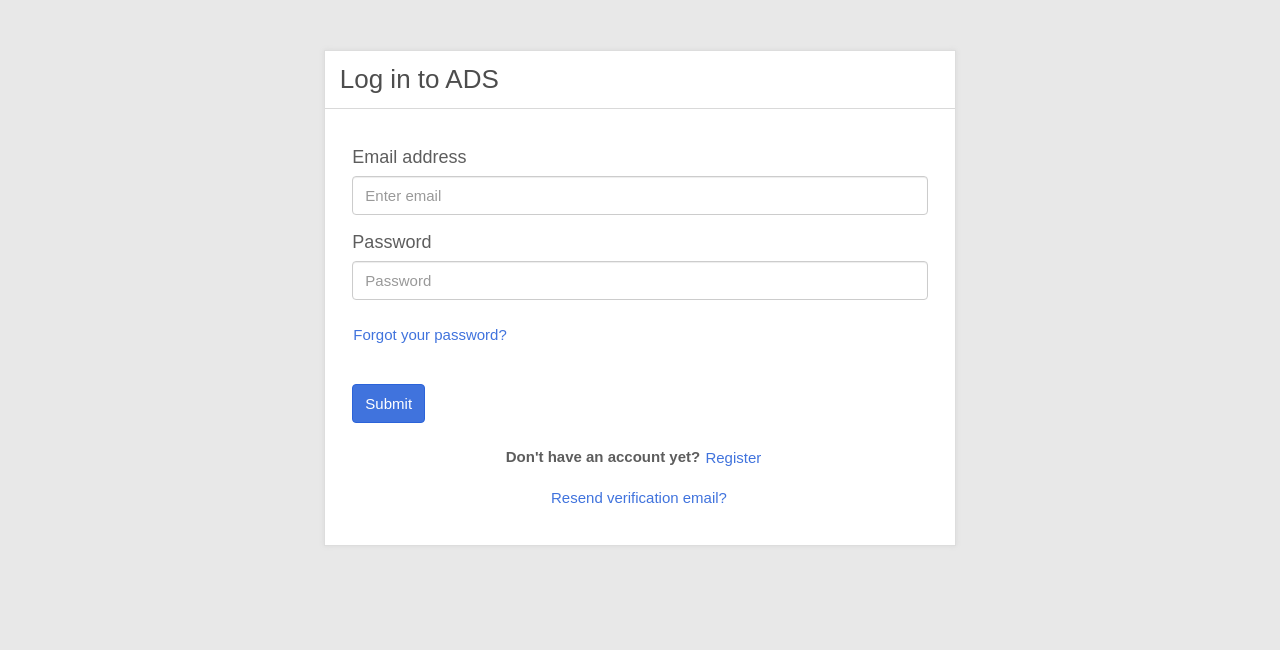 Log in to ADS
Email address
Enter email
Password
Password
Forgot your password?
Submit
Don't have an account yet? Register
Resend verification email?